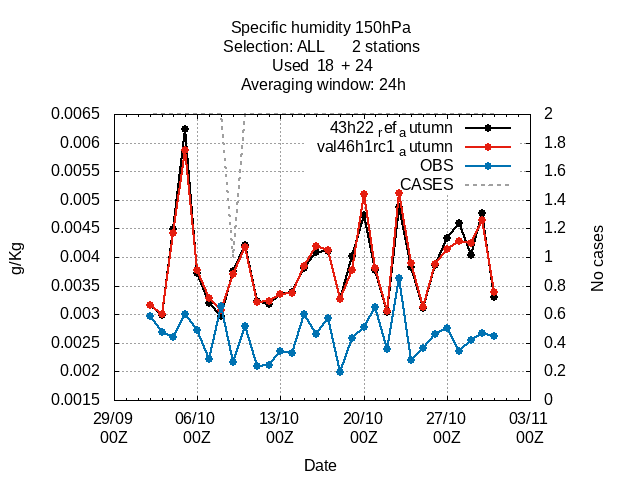 Specific humidity 150hPa
Selection: ALL 2 stations
Used 18 + 24
Averaging window: 24h
43h22 r ef a utumn
val46h1rc1 a utumn
OBS
CASES
0.0065
0.006
0.0055
0.005
0.0045
0.004
0.0035
0.003
0.0025
0.002
0.0015
g/Kg
2
1.8
1.6
1.4
1.2
1
0.8
0.6
0.4
0.2
0
No cases
29/09 06/10 13/10 20/10 27/10 03/11
00Z 00Z 00Z 00Z 00Z 00Z
Date